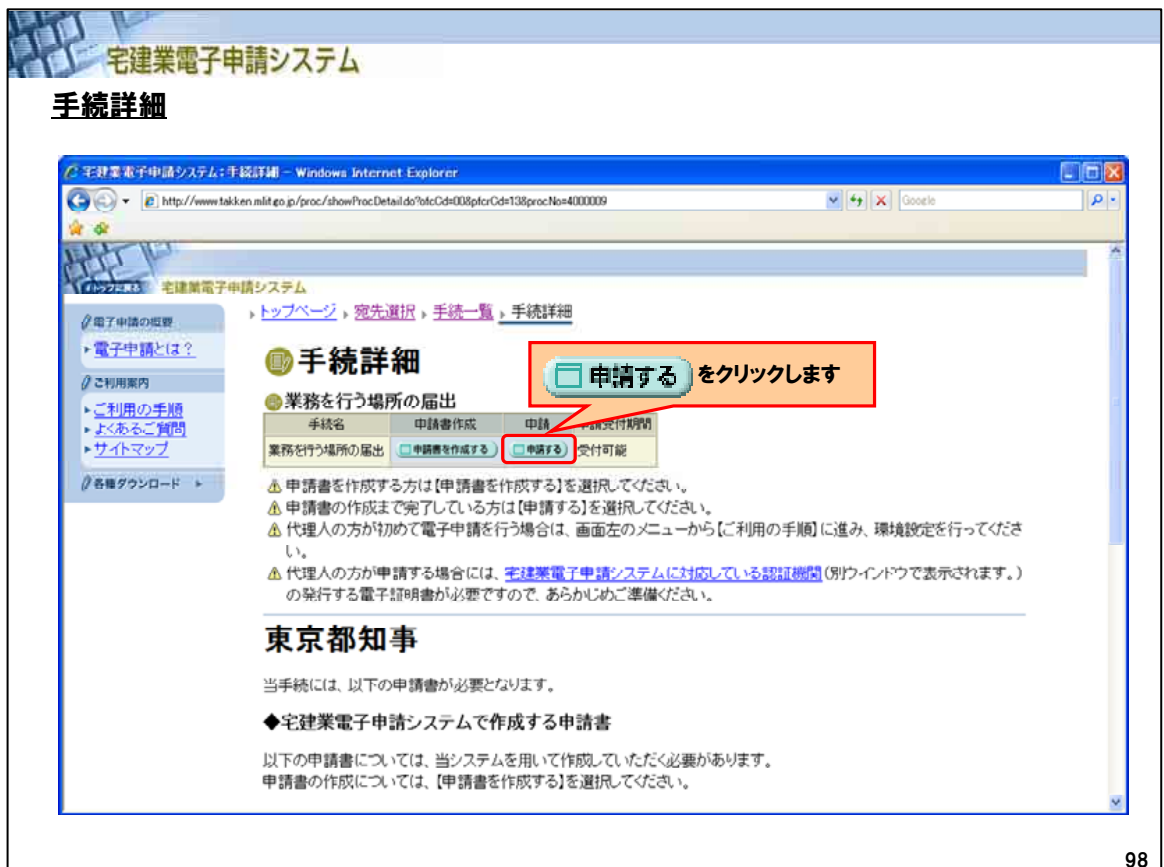 宅建業電子申請システム
手続詳細
宅建業電子申請システム:手続詳細 - Windows Internet Explorer
http://www.takken.mlit.go.jp/proc/showProcDetail.do?ofcCd=00&pfcrCd=13&procNo=4000009
Google
トップに戻る 宅建業電子申請システム
トップページ 宛先選択 手続一覧 手続詳細
電子申請の概要
電子申請とは?
ご利用案内
ご利用の手順
よくあるご質問
サイトマップ
各種ダウンロード
手続詳細
申請する をクリックします
業務を行う場所の届出
手続名 申請書作成 申請 申請受付期間
業務を行う場所の届出 申請書を作成する 申請する 受付可能
申請書を作成する方は【申請書を作成する】を選択してください。
申請書の作成まで完了している方は【申請する】を選択してください。
代理人の方が初めて電子申請を行う場合は、画面左のメニューから【ご利用の手順】に進み、環境設定を行ってくださ
い。
代理人の方が申請する場合には、宅建業電子申請システムに対応している認証機関(別ウインドウで表示されます。)
の発行する電子証明書が必要ですので、あらかじめご準備ください。
東京都知事
当手続には、以下の申請書が必要となります。
◆宅建業電子申請システムで作成する申請書
以下の申請書については、当システムを用いて作成していただく必要があります。
申請書の作成については、【申請書を作成する】を選択してください。
98